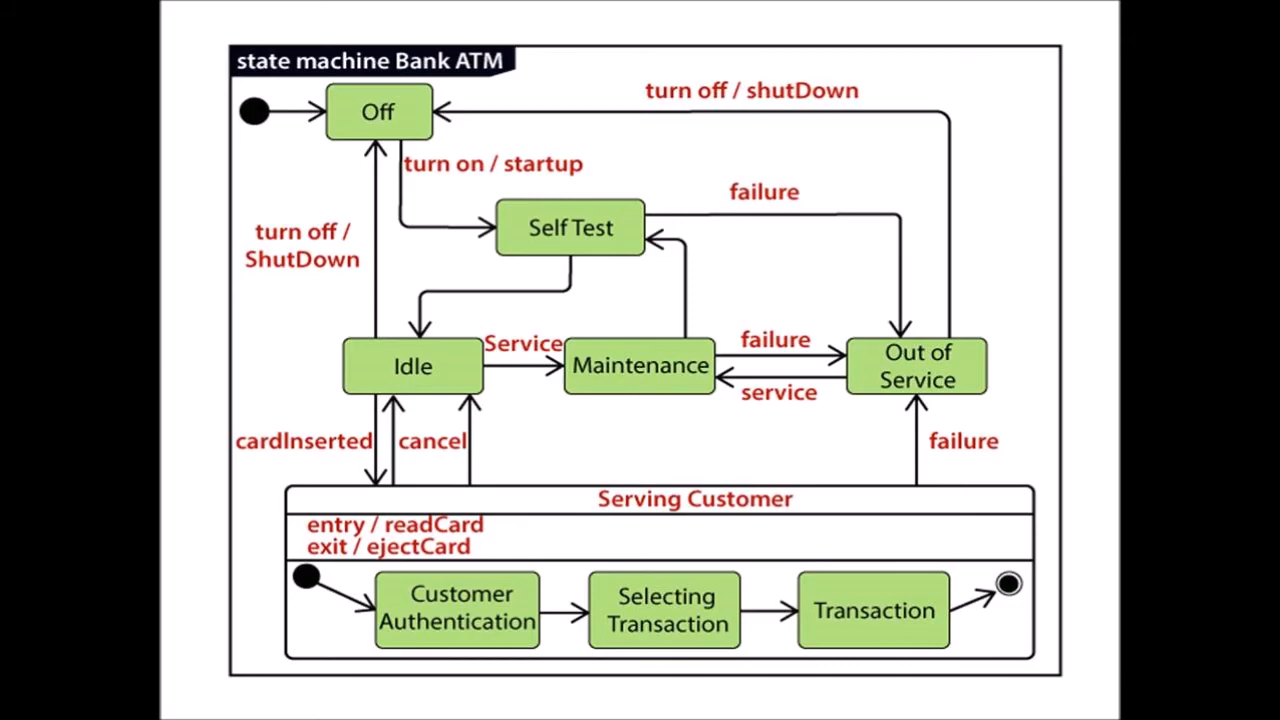 state machine Bank ATM
turn off / shutDown
Off
turn on / startup
failure
Self Test
turn off /
ShutDown
Service
failure
Idle
Maintenance
Out of
Service
service
cardInserted
cancel
failure
Serving Customer
entry / readCard
exit / ejectCard
Customer
Authentication
Selecting
Transaction
Transaction